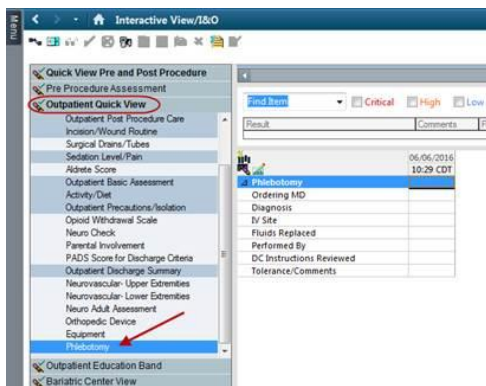 Menu
Interactive View/I&O
Quick View Pre and Post Procedure
Pre Procedure Assessment
Outpatient Quick View
Outpatient Post Procedure Care
Incision/Wound Routine
Surgical Drains/Tubes
Sedation Level/Pain
Aldrete Score
Outpatient Basic Assessment
Activity/Diet
Outpatient Precautions/Isolation
Opioid Withdrawal Scale
Neuro Check
Parental Involvement
PADS Score for Discharge Criteria
Outpatient Discharge Summary
Neurovascular- Upper Extremities
Neurovascular- Lower Extremities
Neuro Adult Assessment
Orthopedic Device
Equipment
Phlebotomy
Outpatient Education Band
Bariatric Center View
Find Item Critical High Low
Result Comments F
06/06/2016
10:29 CDT
Phlebotomy
Ordering MD
Diagnosis
IV Site
Fluids Replaced
Performed By
DC Instructions Reviewed
Tolerance/Comments